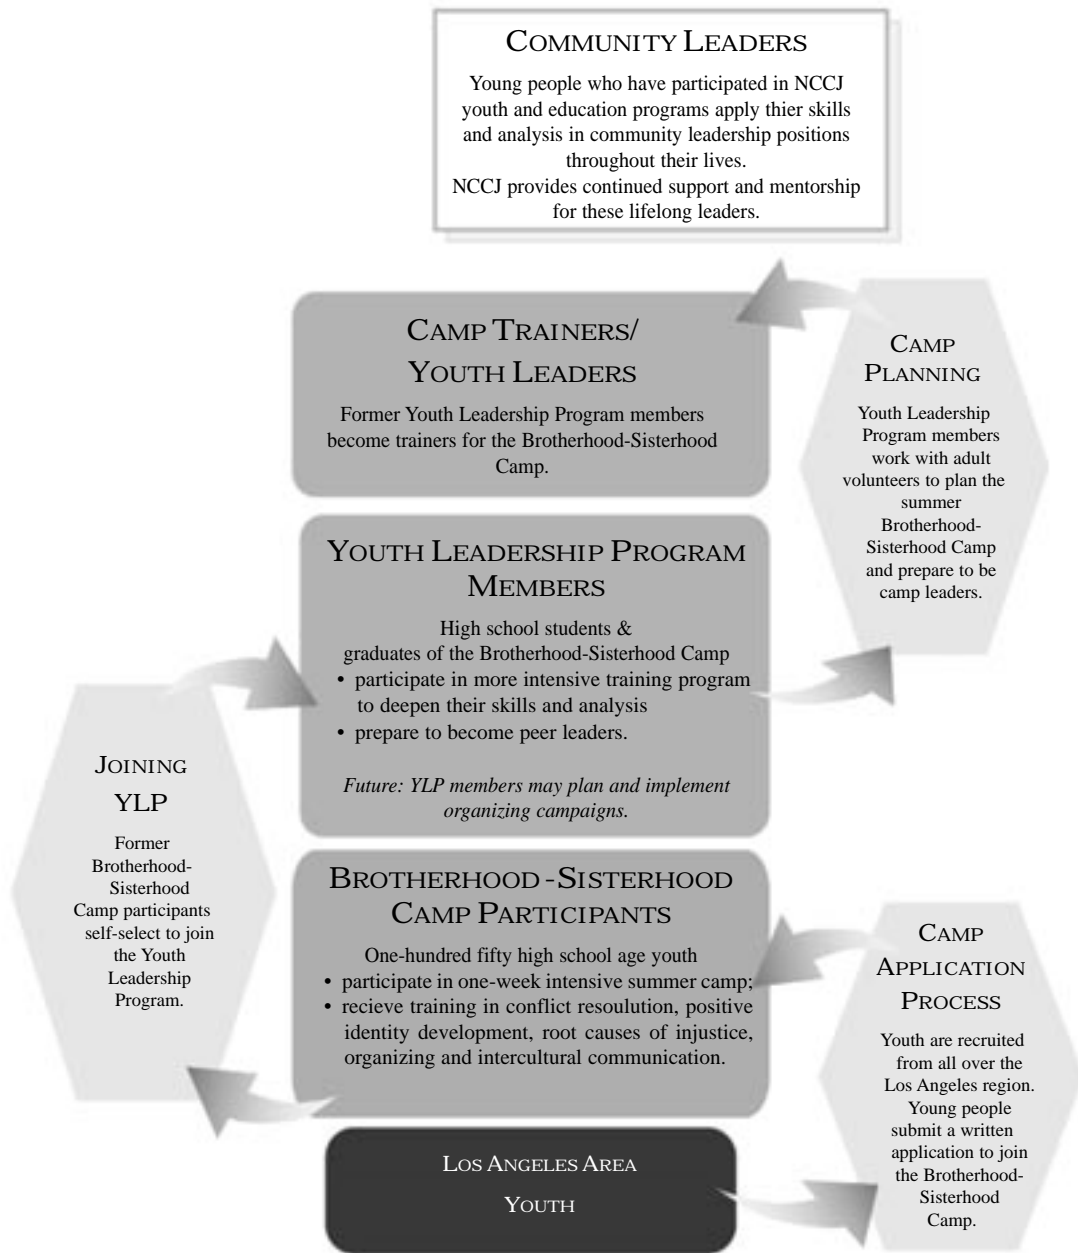 COMMUNITY LEADERS
Young people who have participated in NCCJ
youth and education programs apply thier skills
and analysis in community leadership positions
throughout their lives.
NCCJ provides continued support and mentorship
for these lifelong leaders.
CAMP TRAINERS/
YOUTH LEADERS
Former Youth Leadership Program members
become trainers for the Brotherhood-Sisterhood
Camp.
CAMP
PLANNING
Youth Leadership
Program members
work with adult
volunteers to plan the
summer
Brotherhood-
Sisterhood Camp
and prepare to be
camp leaders.
YOUTH LEADERSHIP PROGRAM
MEMBERS
High school students &
graduates of the Brotherhood-Sisterhood Camp
• participate in more intensive training program
to deepen their skills and analysis
• prepare to become peer leaders.
Future: YLP members may plan and implement
organizing campaigns.
JOINING
YLP
Former
Brotherhood-
Sisterhood
Camp participants
self-select to join
the Youth
Leadership
Program.
BROTHERHOOD-SISTERHOOD
CAMP PARTICIPANTS
One-hundred fifty high school age youth
• participate in one-week intensive summer camp;
• recieve training in conflict resoulution, positive
identity development, root causes of injustice,
organizing and intercultural communication.
CAMP
APPLICATION
PROCESS
Youth are recruited
from all over the
Los Angeles region.
Young people
submit a written
application to join
the Brotherhood-
Sisterhood
Camp.
LOS ANGELES AREA
YOUTH